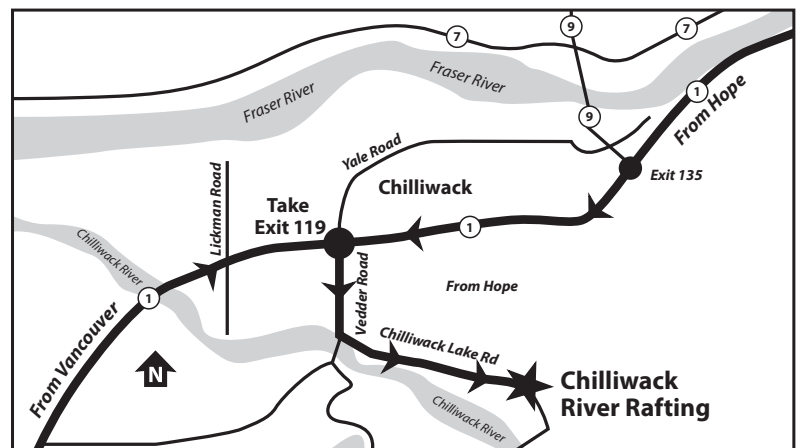 9
7
7
Fraser River
Fraser River
1
From Hope
9
Yale Road
Exit 135
Lickman Road
Chilliwack
Take
Exit 119
1
Chilliwack River
Vedder Road
From Hope
1
From Vancouver
N
Chilliwack Lake Rd
Chilliwack
River Rafting
Chilliwack River